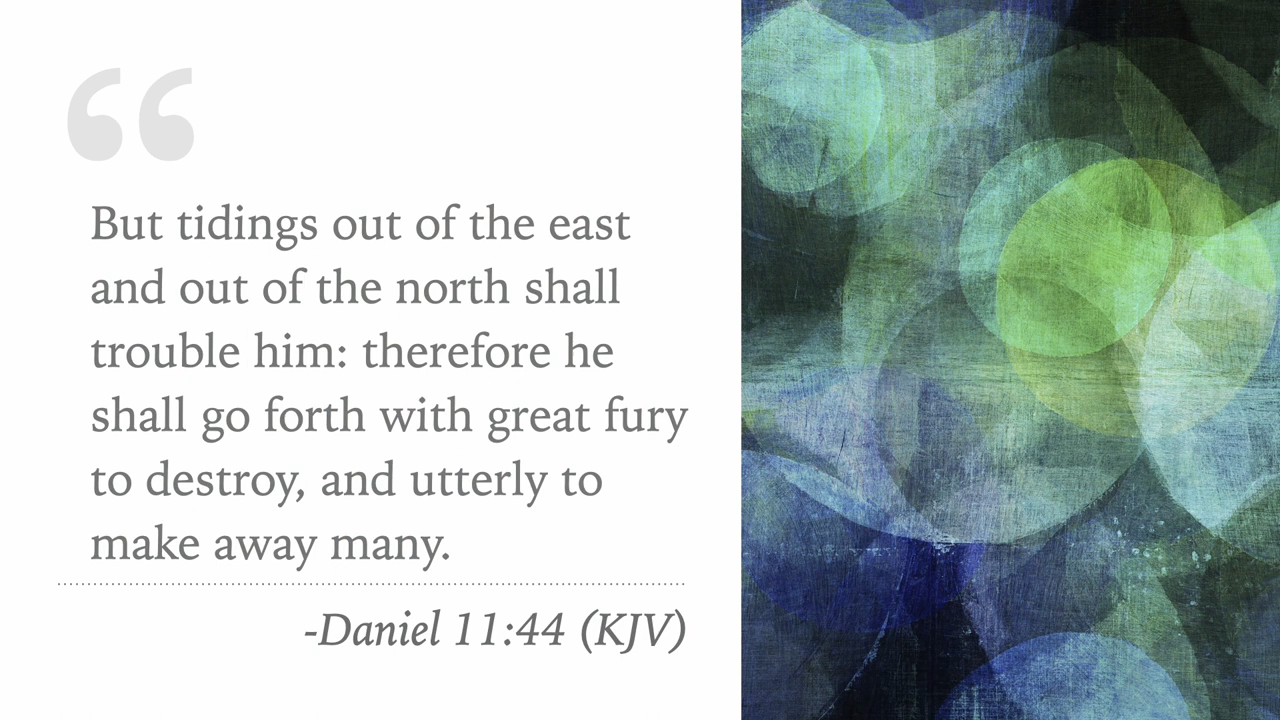 “
But tidings out of the east
and out of the north shall
trouble him: therefore he
shall go forth with great fury
to destroy, and utterly to
make away many.
-Daniel 11:44 (KJV)